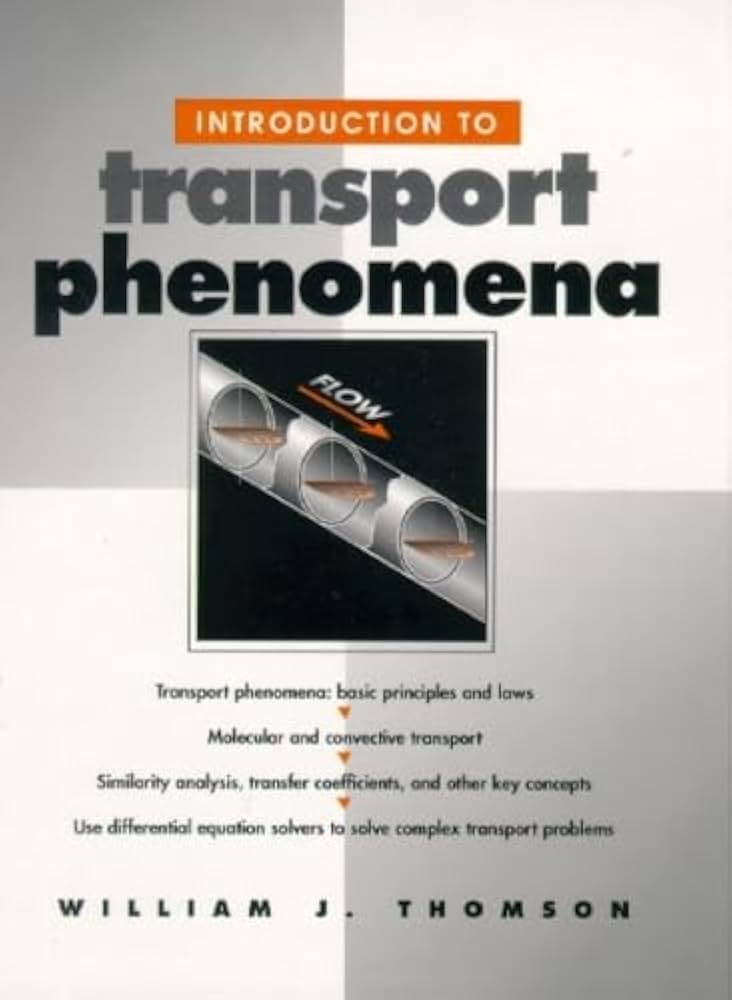 INTRODUCTION TO
transport
phenomena
FLOW
Transport phenomena: basic principles and laws
Molecular and convective transport
Similarity analysis, transfer coefficients, and other key concepts
Use differential equation solvers to solve complex transport problems
WILLIAM J. THOMSON